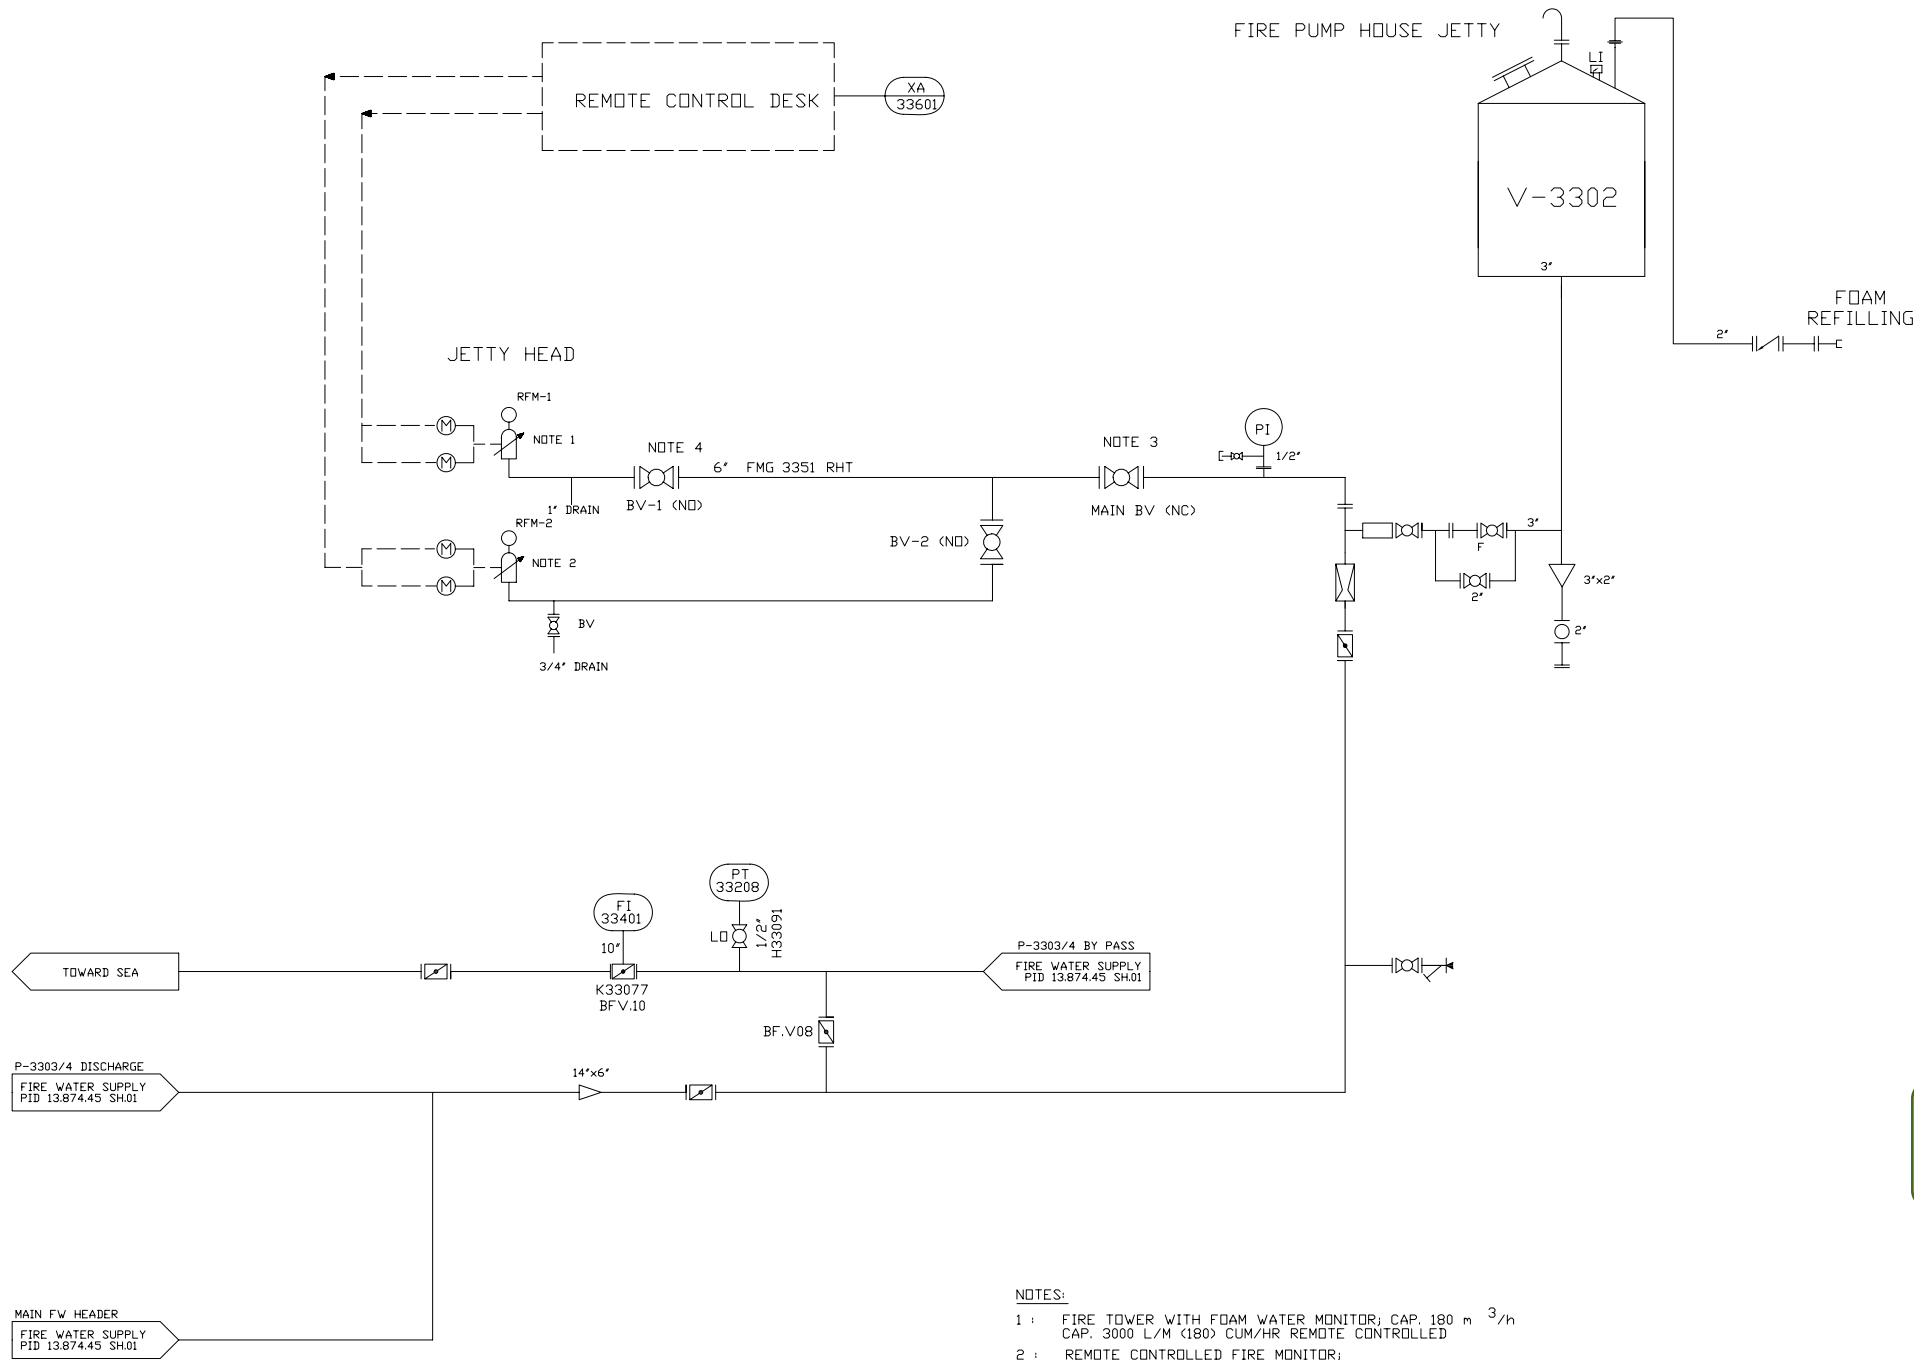 FIRE PUMP HOUSE JETTY
LI
REMOTE CONTROL DESK
XA
33601
V-3302
3"
FOAM
REFILLING
2"
JETTY HEAD
RFM-1
M
NOTE 1
M
NOTE 4
6" FMG 3351 RHT
BV-1 (NO)
1" DRAIN
NOTE 3
MAIN BV (NC)
PI
1/2"
RFM-2
M
NOTE 2
M
BV-2 (NO)
3"
F
2"
3"x2"
2"
BV
3/4" DRAIN
PT
33208
FI
33401
10"
LO
1/2"
H33091
K33077
BFV.10
TOWARD SEA
P-3303/4 BY PASS
FIRE WATER SUPPLY
PID 13.874.45 SH.01
BF.V08
P-3303/4 DISCHARGE
FIRE WATER SUPPLY
PID 13.874.45 SH.01
14"x6"
MAIN FW HEADER
FIRE WATER SUPPLY
PID 13.874.45 SH.01
NOTES:
1 : FIRE TOWER WITH FOAM WATER MONITOR; CAP. 180 m 3/h
CAP. 3000 L/M (180) CUM/HR REMOTE CONTROLLED
2 : REMOTE CONTROLLED FIRE MONITOR;